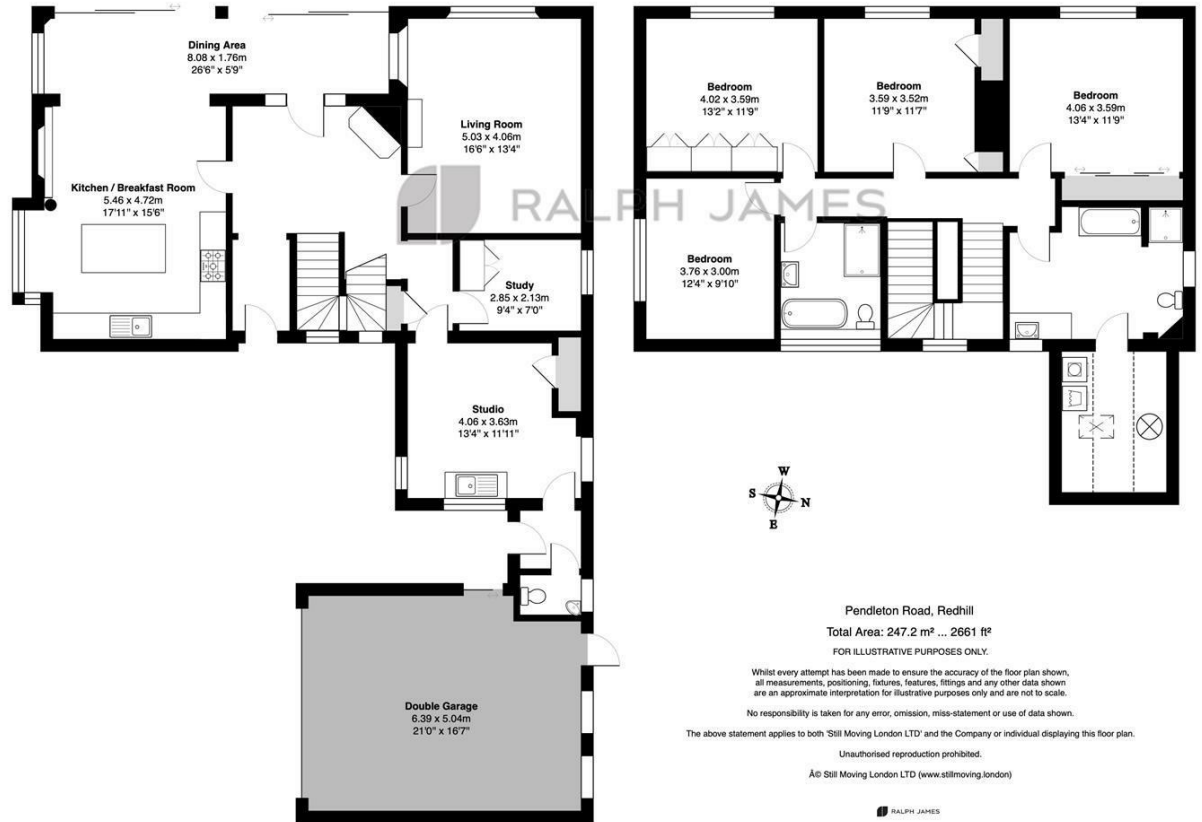 Dining Area
8.08 x 1.76m
26'6" x 5'9"
Living Room
5.03 x 4.06m
16'6" x 13'4"
Kitchen / Breakfast Room
5.46 x 4.72m
17'11" x 15'6"
Study
2.85 x 2.13m
9'4" x 7'0"
Studio
4.06 x 3.63m
13'4" x 11'11"
Double Garage
6.39 x 5.04m
21'0" x 16'7"
Bedroom
4.02 x 3.59m
13'2" x 11'9"
Bedroom
3.59 x 3.52m
11'9" x 11'7"
Bedroom
4.06 x 3.59m
13'4" x 11'9"
Bedroom
3.76 x 3.00m
12'4" x 9'10"
RALPH JAMES
W
S
N
E
Pendleton Road, Redhill
Total Area: 247.2 m² ... 2661 ft²
FOR ILLUSTRATIVE PURPOSES ONLY.
Whilst every attempt has been made to ensure the accuracy of the floor plan shown,
all measurements, positioning, fixtures, features, fittings and any other data shown
are an approximate interpretation for illustrative purposes only and are not to scale.
No responsibility is taken for any error, omission, miss-statement or use of data shown.
The above statement applies to both 'Still Moving London LTD' and the Company or individual displaying this floor plan.
Unauthorised reproduction prohibited.
Â© Still Moving London LTD (www.stillmoving.london)
RALPH JAMES